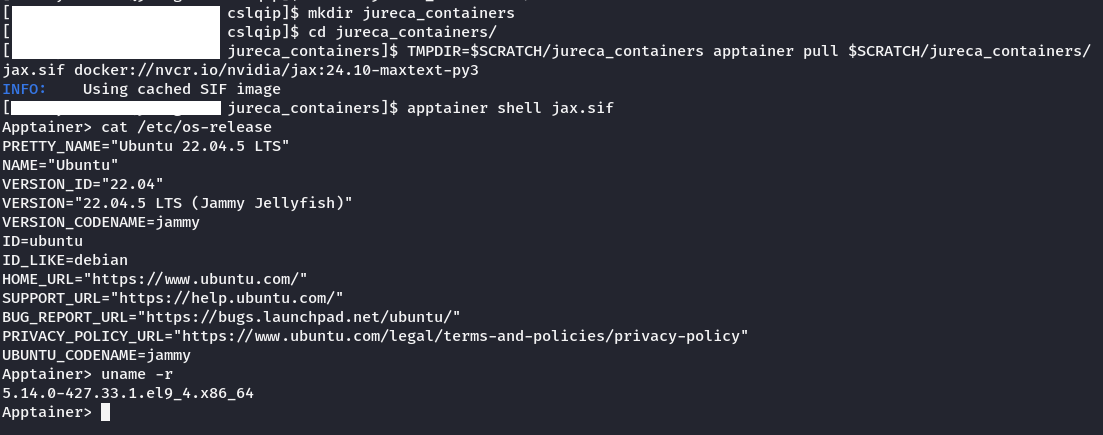 [ cslqip]$ mkdir jureca_containers
[ cslqip]$ cd jureca_containers/
[ jureca_containers]$ TMPDIR=$SCRATCH/jureca_containers apptainer pull $SCRATCH/jureca_containers/
jax.sif docker://nvcr.io/nvidia/jax:24.10-maxtext-py3
INFO:    Using cached SIF image
[ jureca_containers]$ apptainer shell jax.sif
Apptainer> cat /etc/os-release
PRETTY_NAME="Ubuntu 22.04.5 LTS"
NAME="Ubuntu"
VERSION_ID="22.04"
VERSION="22.04.5 LTS (Jammy Jellyfish)"
VERSION_CODENAME=jammy
ID=ubuntu
ID_LIKE=debian
HOME_URL="https://www.ubuntu.com/"
SUPPORT_URL="https://help.ubuntu.com/"
BUG_REPORT_URL="https://bugs.launchpad.net/ubuntu/"
PRIVACY_POLICY_URL="https://www.ubuntu.com/legal/terms-and-policies/privacy-policy"
UBUNTU_CODENAME=jammy
Apptainer> uname -r
5.14.0-427.33.1.el9_4.x86_64
Apptainer>